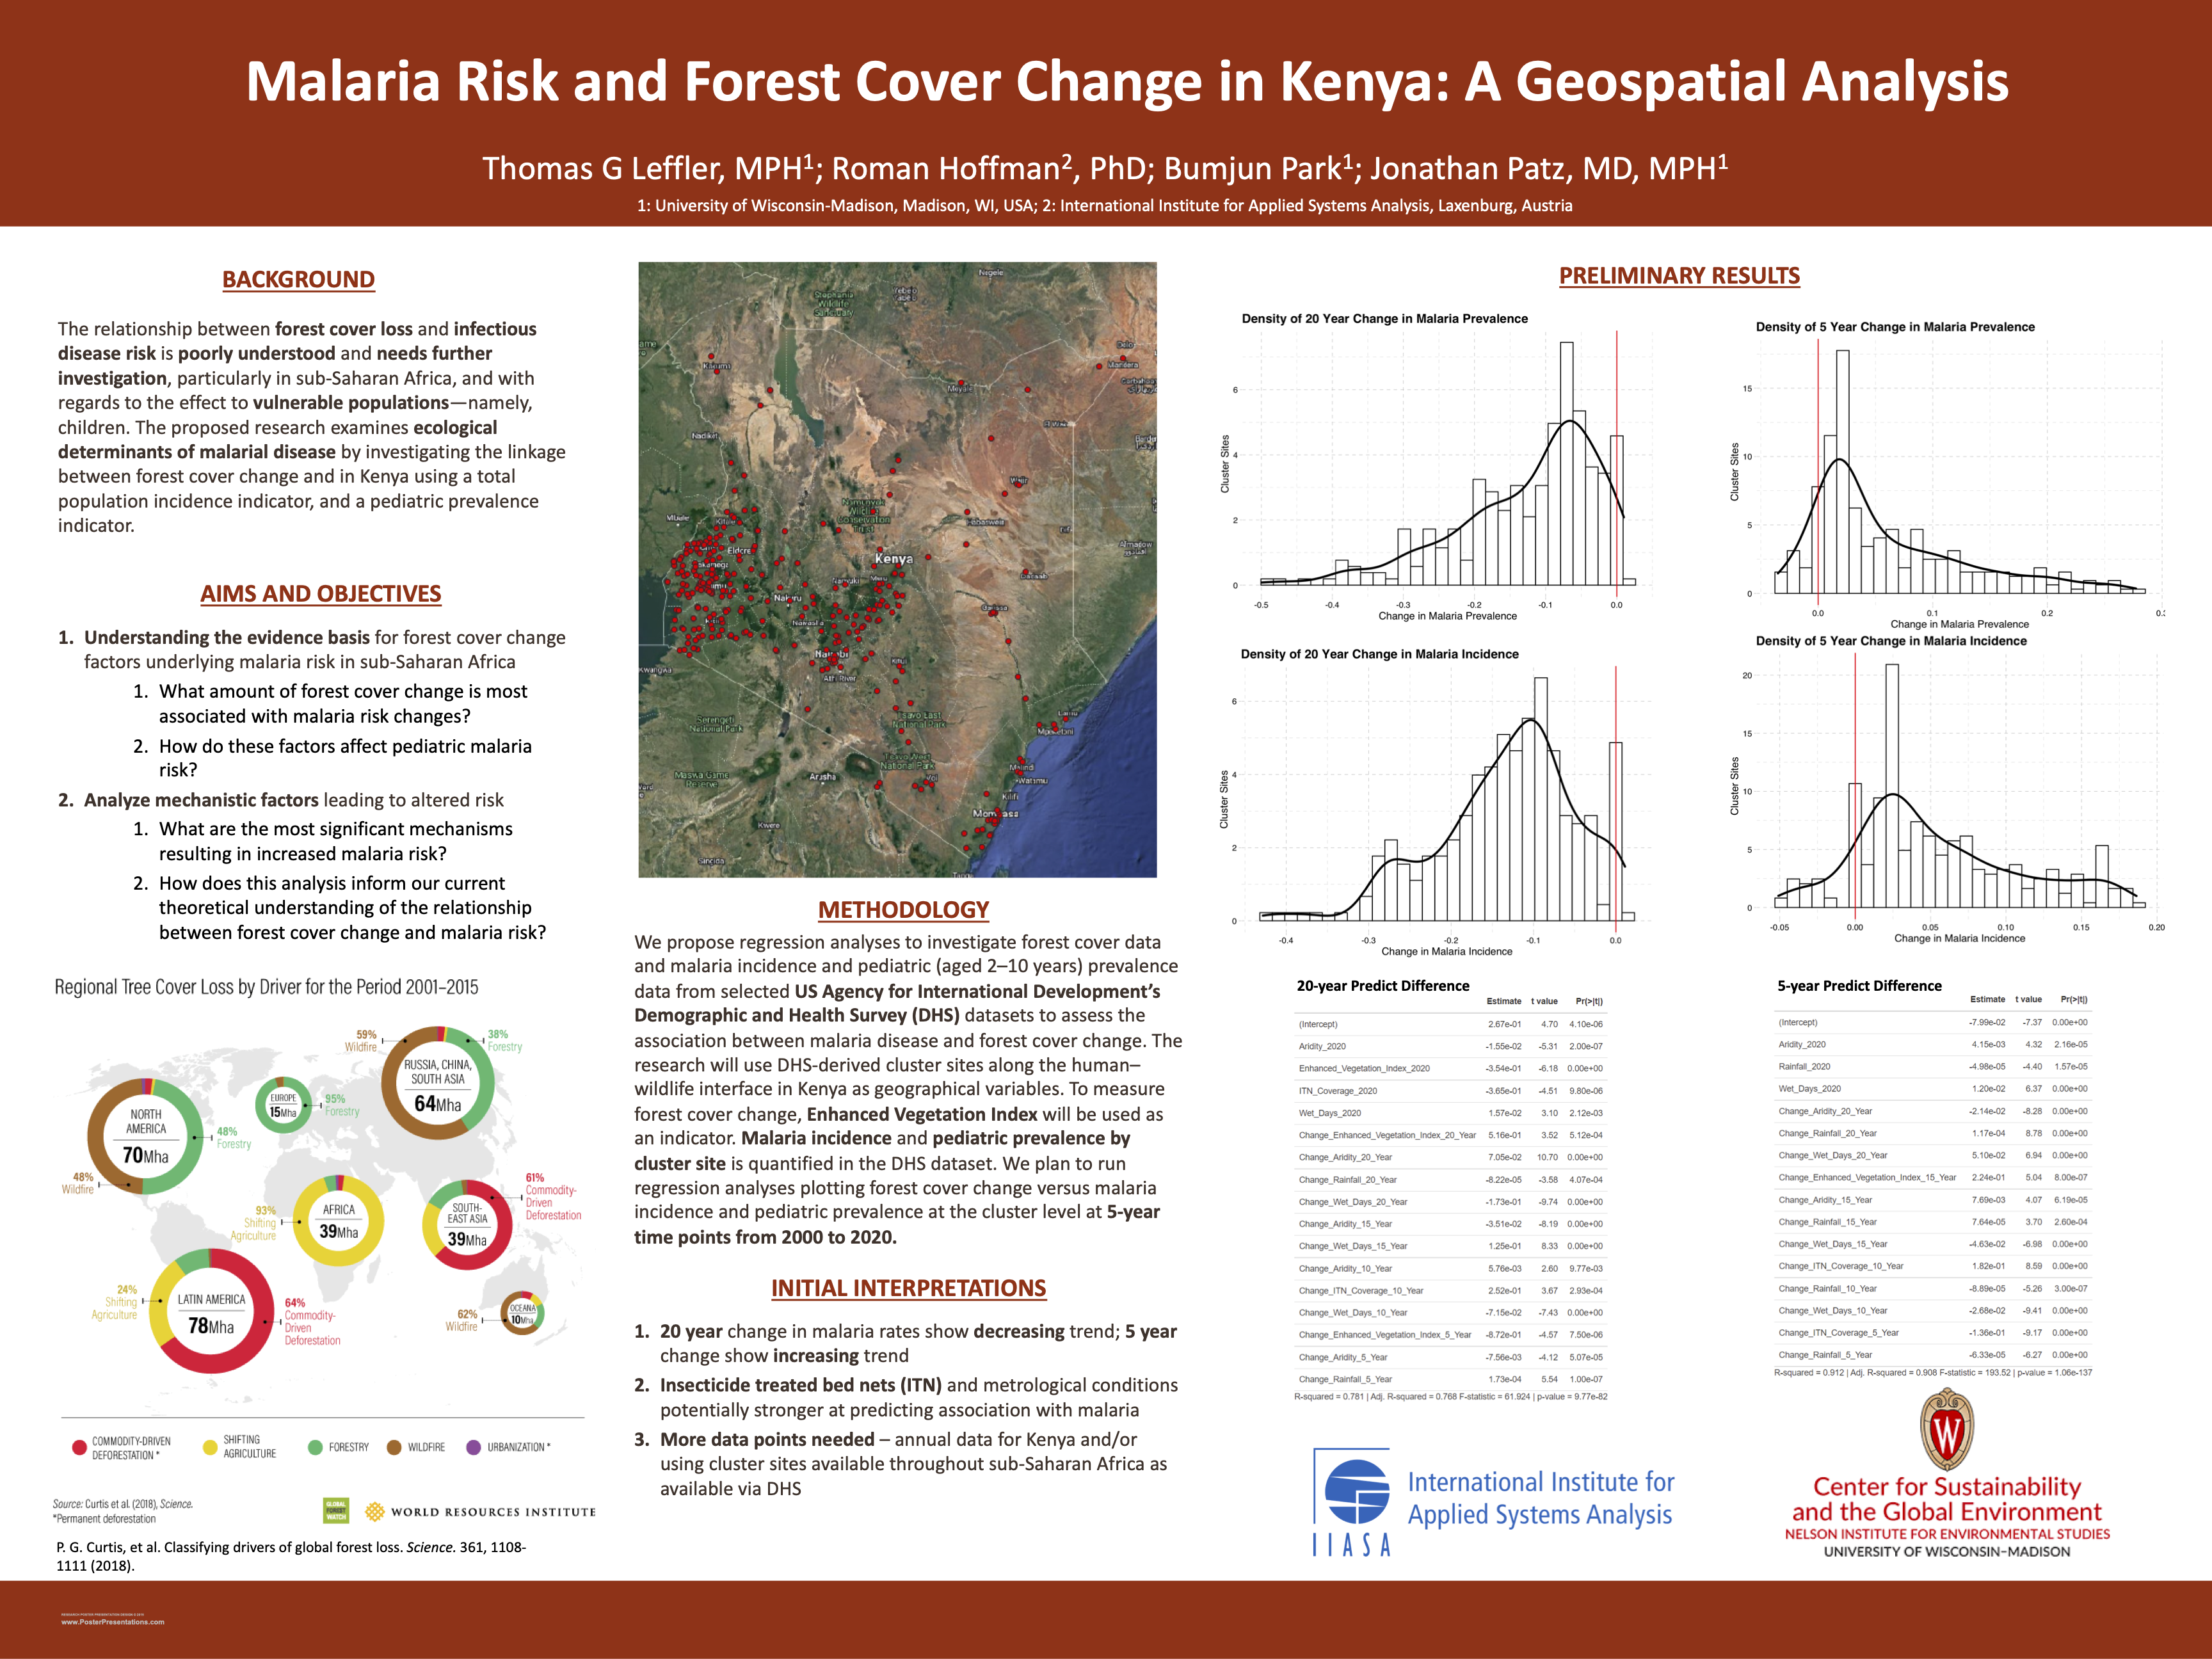 Malaria Risk and Forest Cover Change in Kenya: A Geospatial Analysis
Thomas G Leffler, MPH1; Roman Hoffman2, PhD; Bumjun Park1; Jonathan Patz, MD, MPH1
1: University of Wisconsin-Madison, Madison, WI, USA; 2: International Institute for Applied Systems Analysis, Laxenburg, Austria
BACKGROUND
The relationship between forest cover loss and infectious
disease risk is poorly understood and needs further
investigation, particularly in sub-Saharan Africa, and with
regards to the effect to vulnerable populations—namely,
children. The proposed research examines ecological
determinants of malarial disease by investigating the linkage
between forest cover change and in Kenya using a total
population incidence indicator, and a pediatric prevalence
indicator.
AIMS AND OBJECTIVES
1. Understanding the evidence basis for forest cover change
factors underlying malaria risk in sub-Saharan Africa
1. What amount of forest cover change is most
associated with malaria risk changes?
2. How do these factors affect pediatric malaria
risk?
2. Analyze mechanistic factors leading to altered risk
1. What are the most significant mechanisms
resulting in increased malaria risk?
2. How does this analysis inform our current
theoretical understanding of the relationship
between forest cover change and malaria risk?
Regional Tree Cover Loss by Driver for the Period 2001–2015
NORTH
AMERICA
70Mha
48%
Forestry
48%
Wildfire
EUROPE
15Mha
95%
Forestry
59%
Wildfire
38%
Forestry
RUSSIA, CHINA,
SOUTH ASIA
64Mha
93%
Shifting
Agriculture
AFRICA
39Mha
SOUTH-
EAST ASIA
39Mha
61%
Commodity-
Driven
Deforestation
24%
Shifting
Agriculture
LATIN AMERICA
78Mha
64%
Commodity-
Driven
Deforestation
62%
Wildfire
OCEANA
10Mha
COMMODITY-DRIVEN
DEFORESTATION *
SHIFTING
AGRICULTURE
FORESTRY
WILDFIRE
URBANIZATION *
Source: Curtis et al. (2018), Science.
*Permanent deforestation
GLOBAL
FOREST
WATCH
WORLD RESOURCES INSTITUTE
P. G. Curtis, et al. Classifying drivers of global forest loss. Science. 361, 1108-
1111 (2018).
Negele
Stephania
Wildlife
Sanctuary
Yebelo
Kakuma
Mandera
Moyale
Nadiket
Wajir
Mbale
Kitale
Namunyak
Wildlife
Conservation
Trust
Habaswein
Eldoret
Kenya
Kakamega
Nanyuki
Meru
Dadaab
Nakuru
Garissa
Naivasha
Nairobi
Kitui
Athi River
Serengeti
National Park
Tsavo East
National Park
Lamu
Tsavo West
National Park
Maswa Game
Reserve
Arusha
Voi
Malindi
Watamu
Kilifi
Mombasa
Kwere
Singida
METHODOLOGY
We propose regression analyses to investigate forest cover data
and malaria incidence and pediatric (aged 2–10 years) prevalence
data from selected US Agency for International Development’s
Demographic and Health Survey (DHS) datasets to assess the
association between malaria disease and forest cover change. The
research will use DHS-derived cluster sites along the human–
wildlife interface in Kenya as geographical variables. To measure
forest cover change, Enhanced Vegetation Index will be used as
an indicator. Malaria incidence and pediatric prevalence by
cluster site is quantified in the DHS dataset. We plan to run
regression analyses plotting forest cover change versus malaria
incidence and pediatric prevalence at the cluster level at 5-year
time points from 2000 to 2020.
INITIAL INTERPRETATIONS
1. 20 year change in malaria rates show decreasing trend; 5 year
change show increasing trend
2. Insecticide treated bed nets (ITN) and metrological conditions
potentially stronger at predicting association with malaria
3. More data points needed – annual data for Kenya and/or
using cluster sites available throughout sub-Saharan Africa as
available via DHS
PRELIMINARY RESULTS
Density of 20 Year Change in Malaria Prevalence
Cluster Sites
6
4
2
0
-0.5 -0.4 -0.3 -0.2 -0.1 0.0
Change in Malaria Prevalence
Density of 5 Year Change in Malaria Prevalence
Cluster Sites
15
10
5
0
0.0 0.1 0.2
Change in Malaria Prevalence
Density of 20 Year Change in Malaria Incidence
Cluster Sites
6
4
2
0
-0.4 -0.3 -0.2 -0.1 0.0
Change in Malaria Incidence
Density of 5 Year Change in Malaria Incidence
Cluster Sites
20
15
10
5
0
-0.05 0.00 0.05 0.10 0.15 0.20
Change in Malaria Incidence
20-year Predict Difference
Estimate t value Pr(>|t|)
(Intercept) 2.67e-01 4.70 4.10e-06
Aridity_2020 -1.55e-02 -5.31 2.00e-07
Enhanced_Vegetation_Index_2020 -3.54e-01 -6.18 0.00e+00
ITN_Coverage_2020 -3.65e-01 -4.51 9.80e-06
Wet_Days_2020 1.57e-02 3.10 2.12e-03
Change_Enhanced_Vegetation_Index_20_Year 5.16e-01 3.52 5.12e-04
Change_Aridity_20_Year 7.05e-02 10.70 0.00e+00
Change_Rainfall_20_Year -8.22e-05 -3.58 4.07e-04
Change_Wet_Days_20_Year -1.73e-01 -9.74 0.00e+00
Change_Aridity_15_Year -3.51e-02 -8.19 0.00e+00
Change_Wet_Days_15_Year 1.25e-01 8.33 0.00e+00
Change_Aridity_10_Year 5.76e-03 2.60 9.77e-03
Change_ITN_Coverage_10_Year 2.52e-01 3.67 2.93e-04
Change_Wet_Days_10_Year -7.15e-02 -7.43 0.00e+00
Change_Enhanced_Vegetation_Index_5_Year -8.72e-01 -4.57 7.50e-06
Change_Aridity_5_Year -7.56e-03 -4.12 5.07e-05
Change_Rainfall_5_Year 1.73e-04 5.54 1.00e-07
R-squared = 0.781 | Adj. R-squared = 0.768 F-statistic = 61.924 | p-value = 9.77e-82
5-year Predict Difference
Estimate t value Pr(>|t|)
(Intercept) -7.99e-02 -7.37 0.00e+00
Aridity_2020 4.15e-03 4.32 2.16e-05
Rainfall_2020 -4.98e-05 -4.40 1.57e-05
Wet_Days_2020 1.20e-02 6.37 0.00e+00
Change_Aridity_20_Year -2.14e-02 -8.28 0.00e+00
Change_Rainfall_20_Year 1.17e-04 8.78 0.00e+00
Change_Wet_Days_20_Year 5.10e-02 6.94 0.00e+00
Change_Enhanced_Vegetation_Index_15_Year 2.24e-01 5.04 8.00e-07
Change_Aridity_15_Year 7.69e-03 4.07 6.19e-05
Change_Rainfall_15_Year 7.64e-05 3.70 2.60e-04
Change_Wet_Days_15_Year -4.63e-02 -6.98 0.00e+00
Change_ITN_Coverage_10_Year 1.82e-01 8.59 0.00e+00
Change_Rainfall_10_Year -8.89e-05 -5.26 3.00e-07
Change_Wet_Days_10_Year -2.68e-02 -9.41 0.00e+00
Change_ITN_Coverage_5_Year -1.36e-01 -9.17 0.00e+00
Change_Rainfall_5_Year -6.33e-05 -6.27 0.00e+00
R-squared = 0.912 | Adj. R-squared = 0.908 F-statistic = 193.52 | p-value = 1.06e-137
IIASA
International Institute for
Applied Systems Analysis
W
Center for Sustainability
and the Global Environment
NELSON INSTITUTE FOR ENVIRONMENTAL STUDIES
UNIVERSITY OF WISCONSIN–MADISON
www.PosterPresentations.com